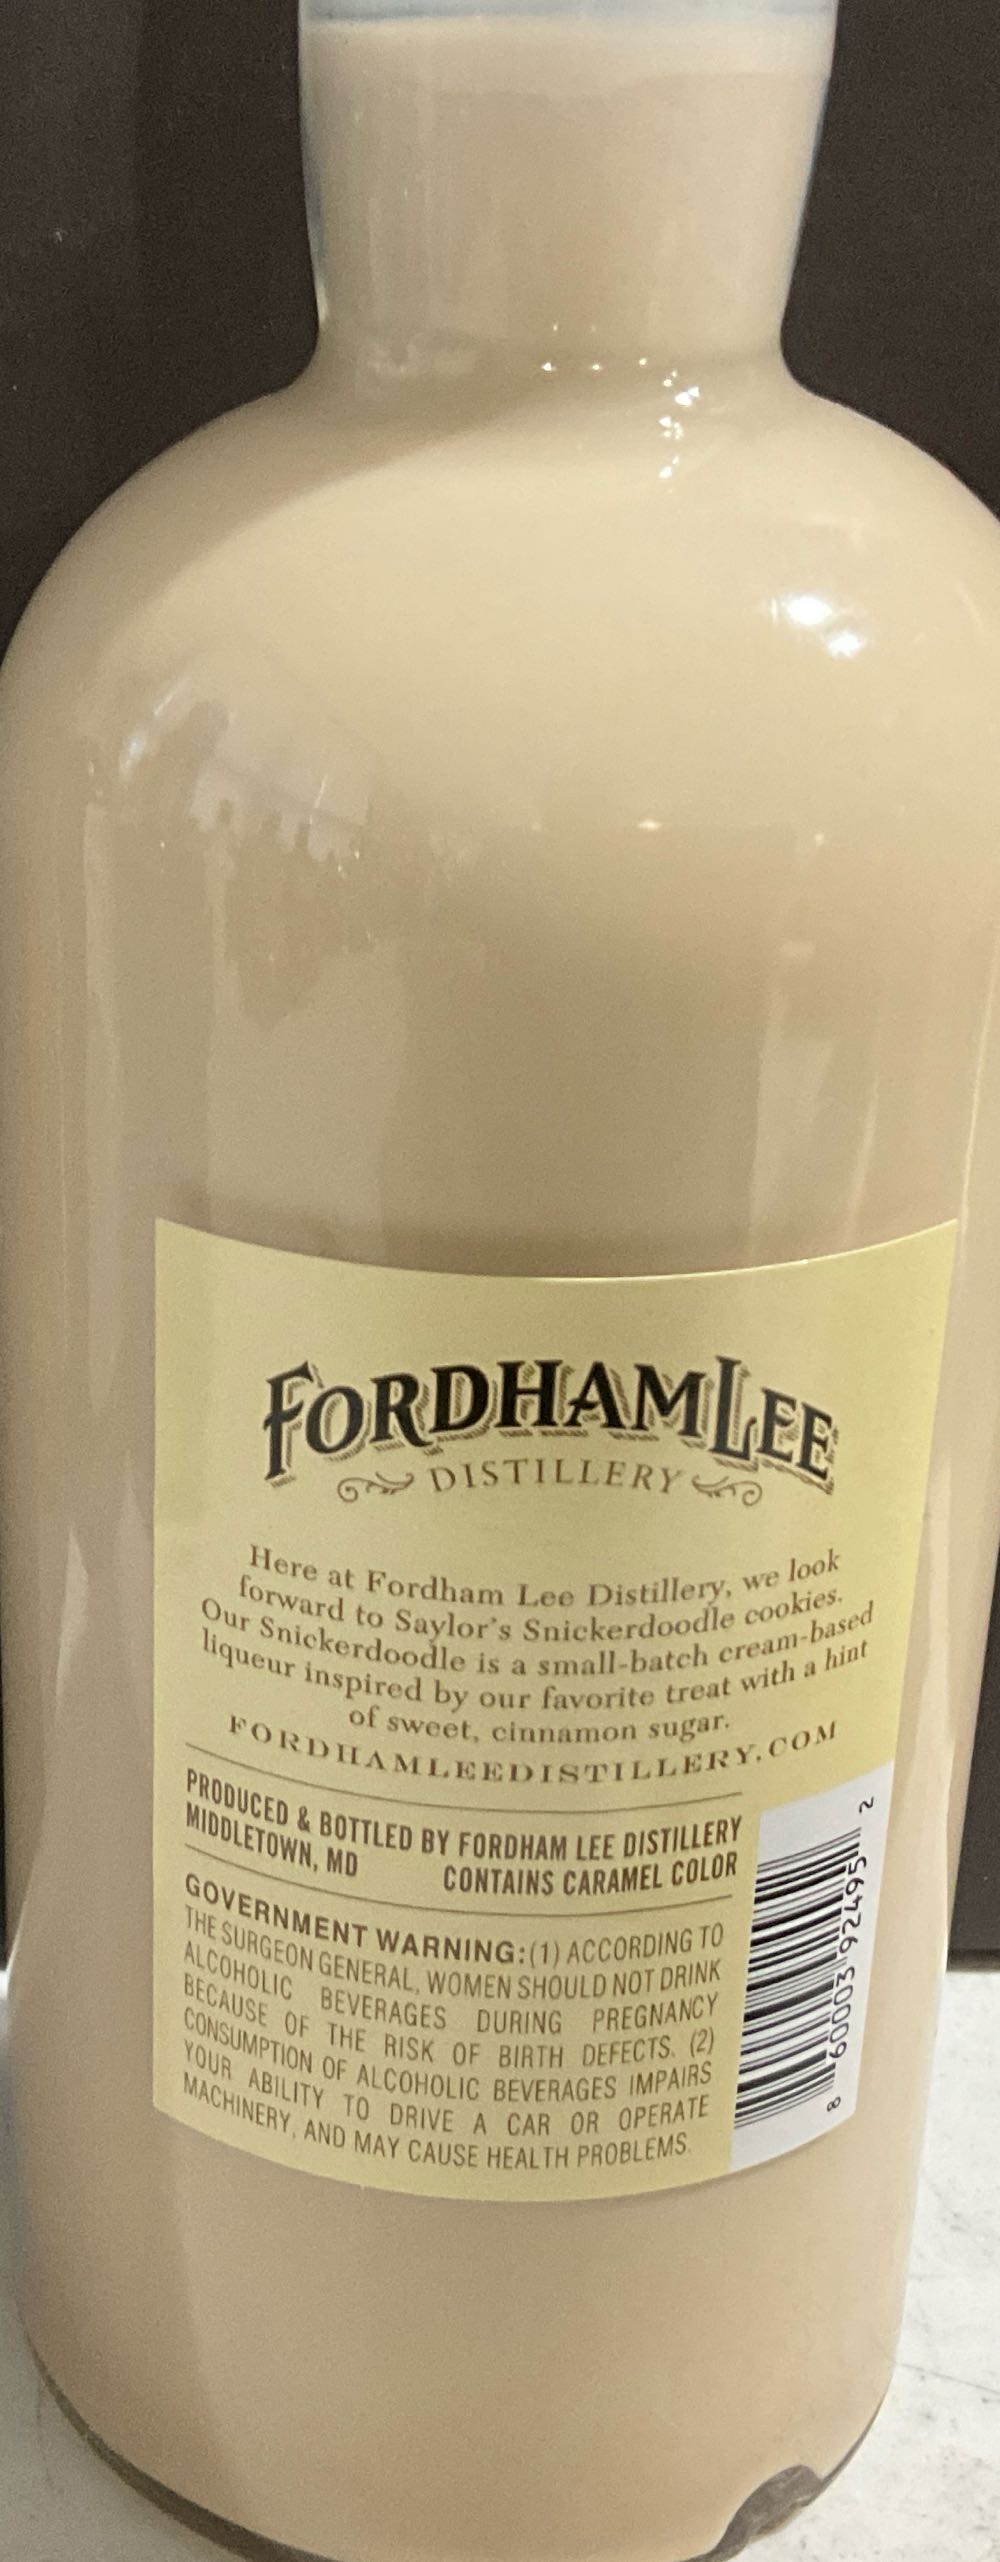 FORDHAM LEE
DISTILLERY
Here at Fordham Lee Distillery, we look
forward to Saylor's Snickerdoodle cookies.
Our Snickerdoodle is a small-batch cream-based
liqueur inspired by our favorite treat with a hint
of sweet, cinnamon sugar.
FORDHAMLEEDISTILLERY.COM
PRODUCED & BOTTLED BY FORDHAM LEE DISTILLERY
MIDDLETOWN, MD CONTAINS CARAMEL COLOR
GOVERNMENT WARNING:(1) ACCORDING TO
THE SURGEON GENERAL, WOMEN SHOULD NOT DRINK
ALCOHOLIC BEVERAGES DURING PREGNANCY
BECAUSE OF THE RISK OF BIRTH DEFECTS. (2)
CONSUMPTION OF ALCOHOLIC BEVERAGES IMPAIRS
YOUR ABILITY TO DRIVE A CAR OR OPERATE
MACHINERY, AND MAY CAUSE HEALTH PROBLEMS.
8 60003 92495 2